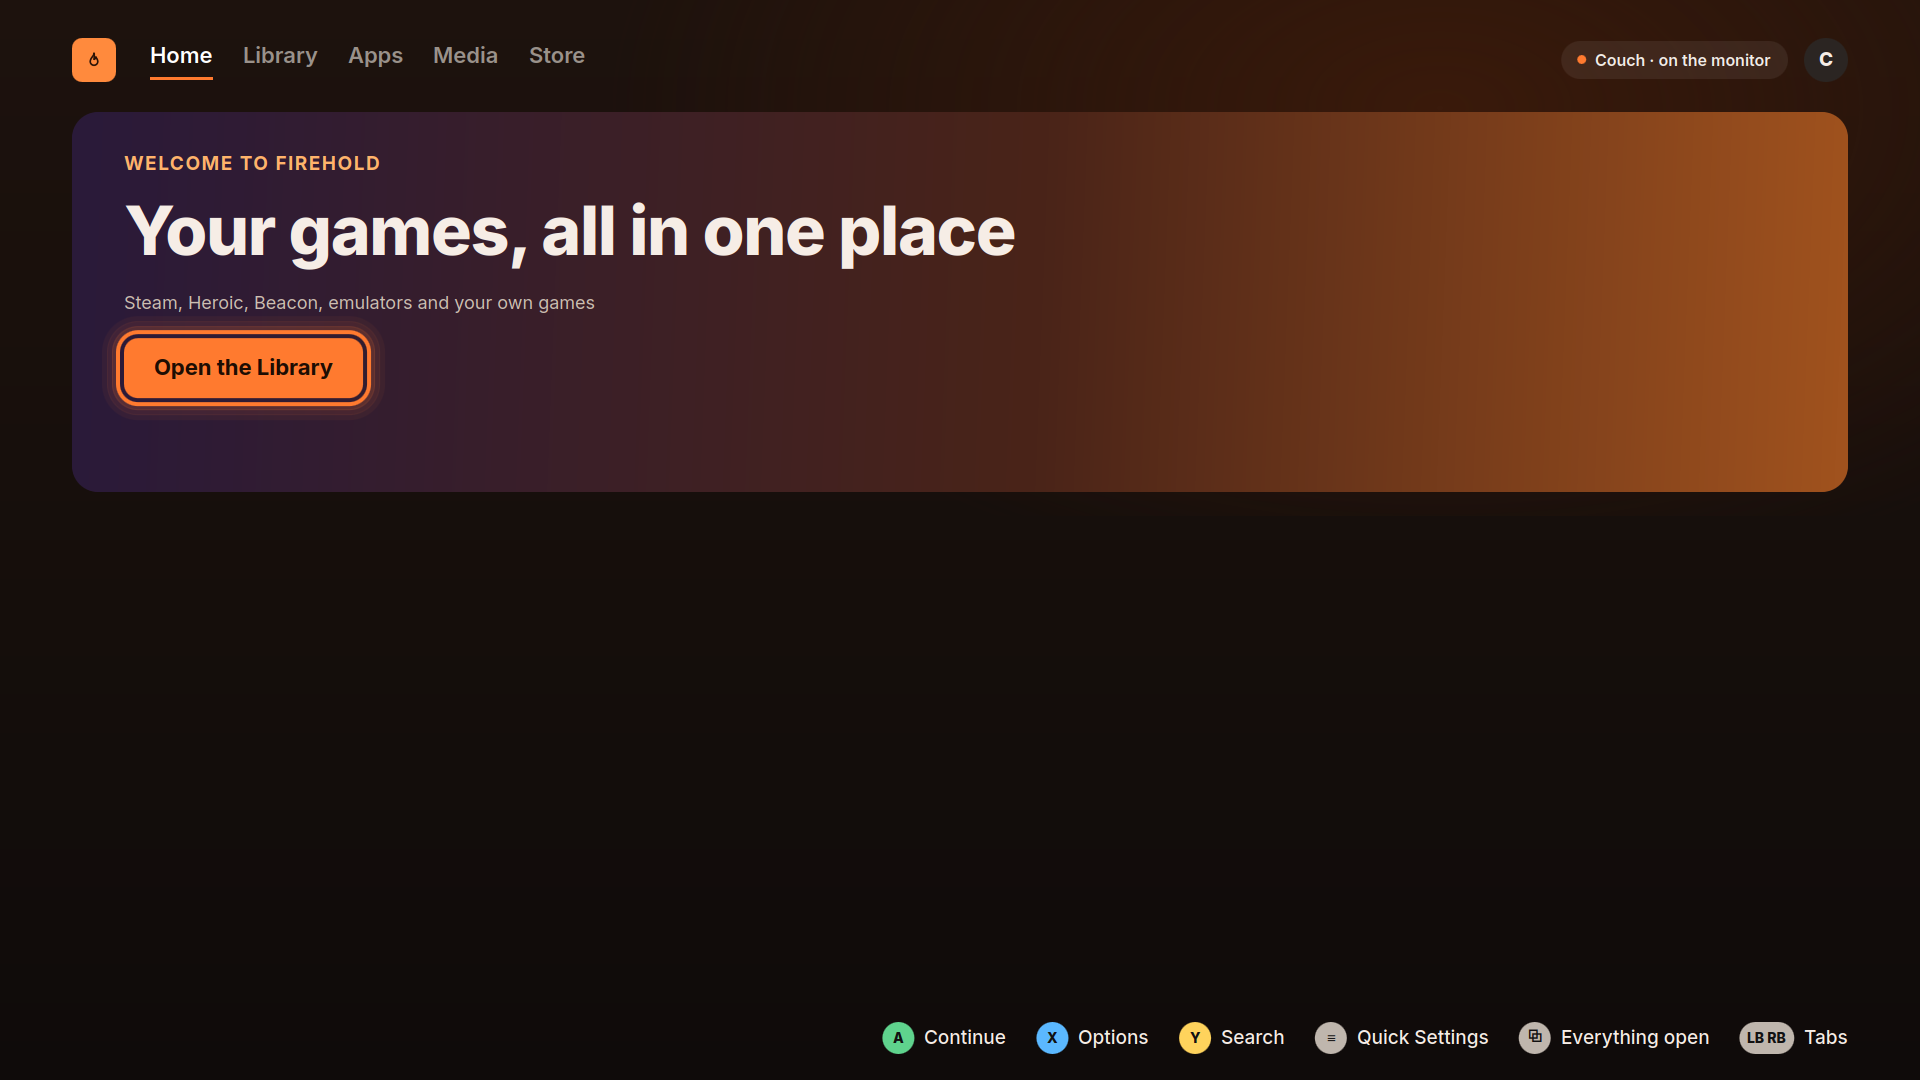 Home Library Apps Media Store
Couch · on the monitor
C
WELCOME TO FIREHOLD
Your games, all in one place
Steam, Heroic, Beacon, emulators and your own games
Open the Library
A Continue X Options Y Search ≡ Quick Settings Everything open LB RB Tabs